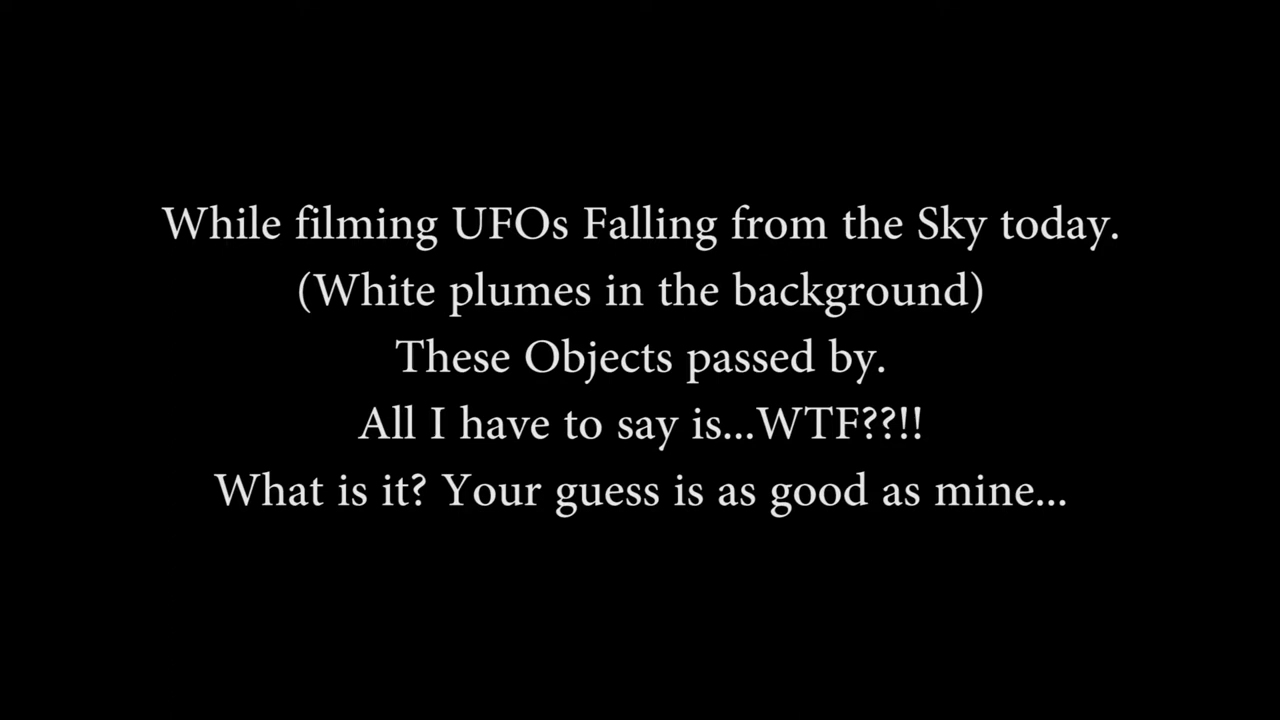 While filming UFOs Falling from the Sky today.
(White plumes in the background)
These Objects passed by.
All I have to say is...WTF??!!
What is it? Your guess is as good as mine...